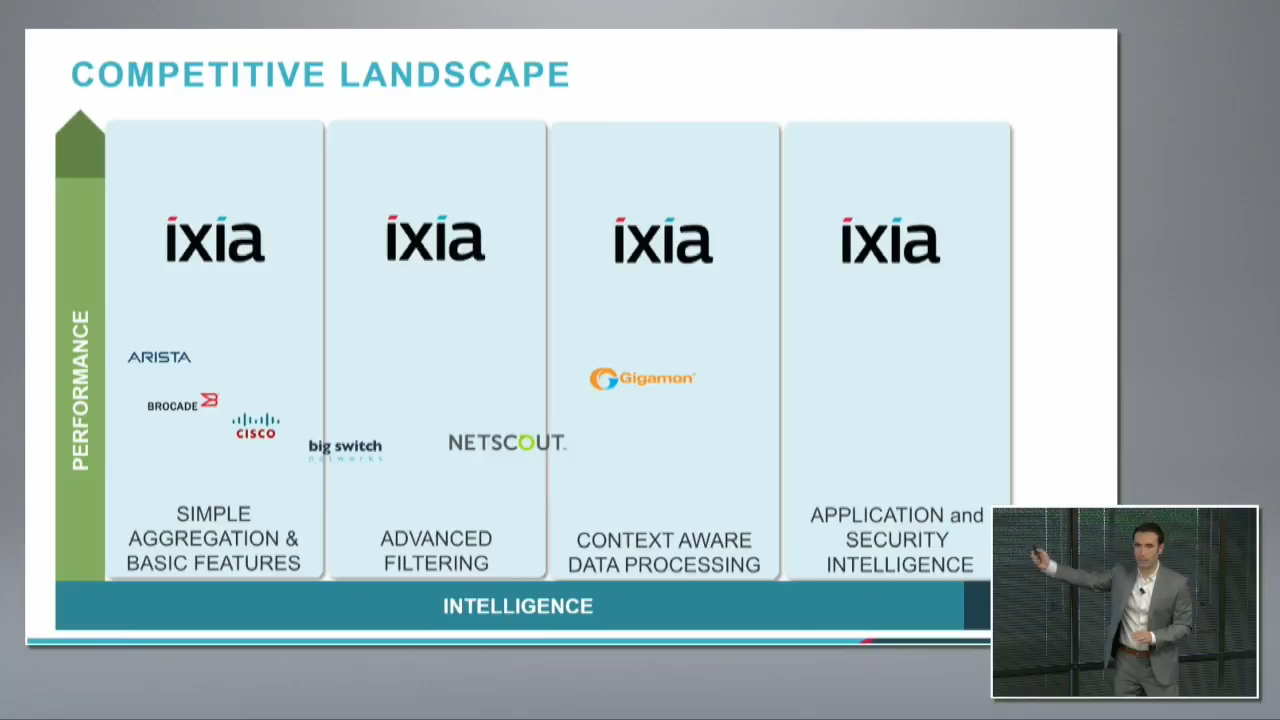 COMPETITIVE LANDSCAPE
PERFORMANCE
ixia
ixia
ixia
ixia
ARISTA
BROCADE
CISCO
big switch
networks
NETSCOUT
Gigamon
SIMPLE
AGGREGATION &
BASIC FEATURES
ADVANCED
FILTERING
CONTEXT AWARE
DATA PROCESSING
APPLICATION and
SECURITY
INTELLIGENCE
INTELLIGENCE